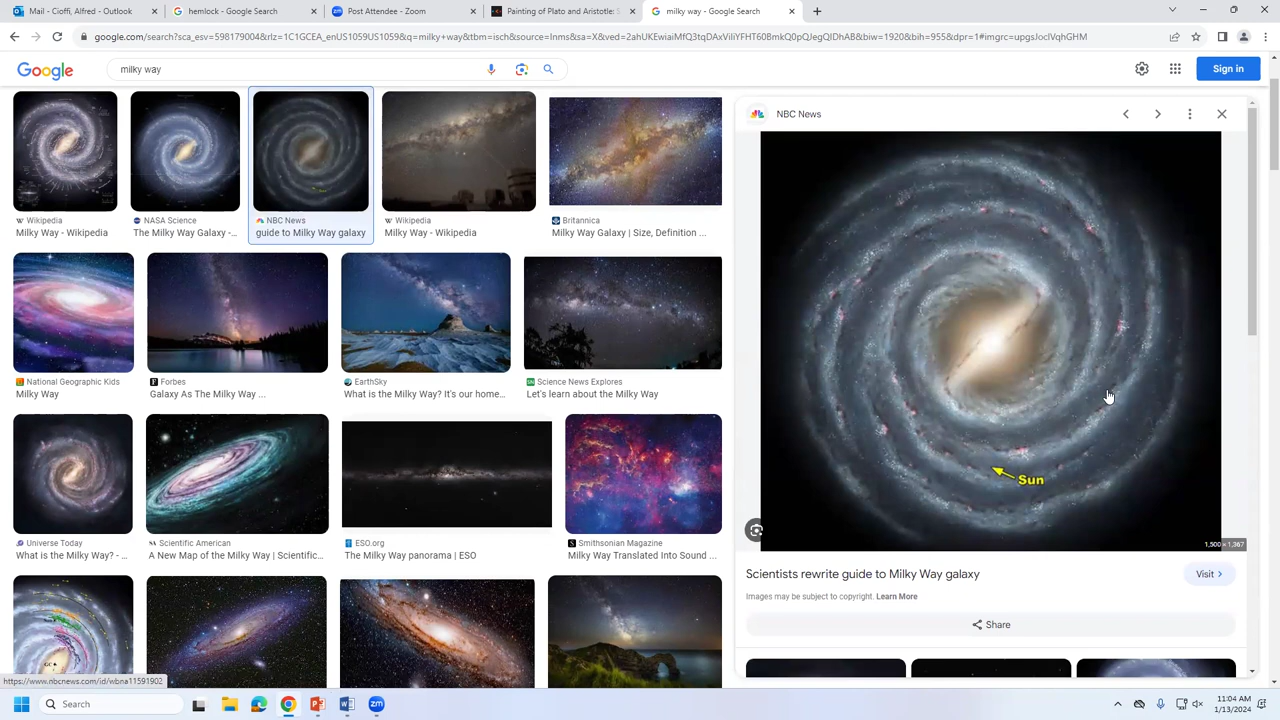 Mail - Cioffi, Alfred - Outlook
hemlock - Google Search
Post Attendee - Zoom
Painting of Plato and Aristotle: S
milky way - Google Search
google.com/search?sca_esv=598179004&rlz=1C1GCEA_enUS1059US1059&q=milky+way&tbm=isch&source=lnms&sa=X&ved=2ahUKEwiaiMfQ3tqDAxViliYFHT60BmkQ0pQJegQIDhAB&biw=1920&bih=955&dpr=1#imgrc=upgsJocIVqhGHM
Google
milky way
Sign in
NBC News
Wikipedia
NASA Science
NBC News
Wikipedia
Britannica
Milky Way - Wikipedia
The Milky Way Galaxy -...
guide to Milky Way galaxy
Milky Way - Wikipedia
Milky Way Galaxy | Size, Definition ...
National Geographic Kids
Forbes
EarthSky
Science News Explores
Milky Way
Galaxy As The Milky Way ...
What is the Milky Way? It's our home...
Let's learn about the Milky Way
Sun
Universe Today
Scientific American
ESO.org
Smithsonian Magazine
1,500 × 1,367
What is the Milky Way? - ...
A New Map of the Milky Way | Scientific...
The Milky Way panorama | ESO
Milky Way Translated Into Sound ...
Scientists rewrite guide to Milky Way galaxy
Visit
Images may be subject to copyright. Learn More
Share
https://www.nbcnews.com/id/wbna11591902
Search
11:04 AM
1/13/2024